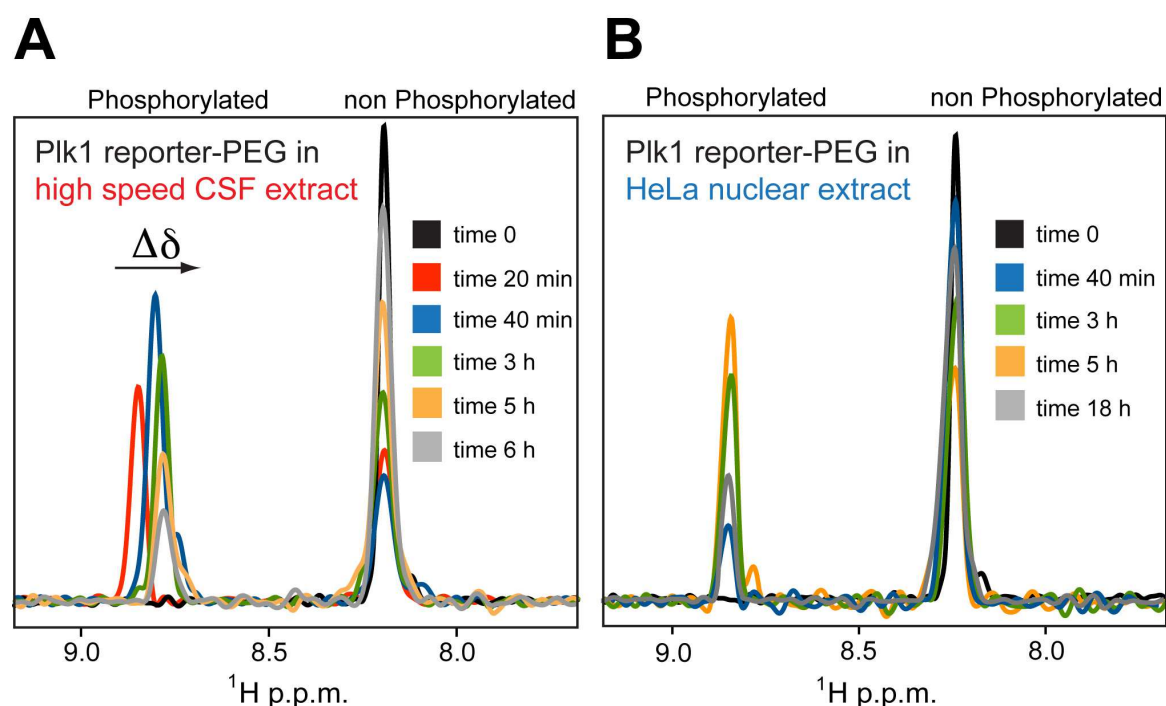 A
Phosphorylated
non Phosphorylated
Plk1 reporter-PEG in
high speed CSF extract
Δδ
time 0
time 20 min
time 40 min
time 3 h
time 5 h
time 6 h
9.0
8.5
8.0
¹H p.p.m.
B
Phosphorylated
non Phosphorylated
Plk1 reporter-PEG in
HeLa nuclear extract
time 0
time 40 min
time 3 h
time 5 h
time 18 h
9.0
8.5
8.0
¹H p.p.m.